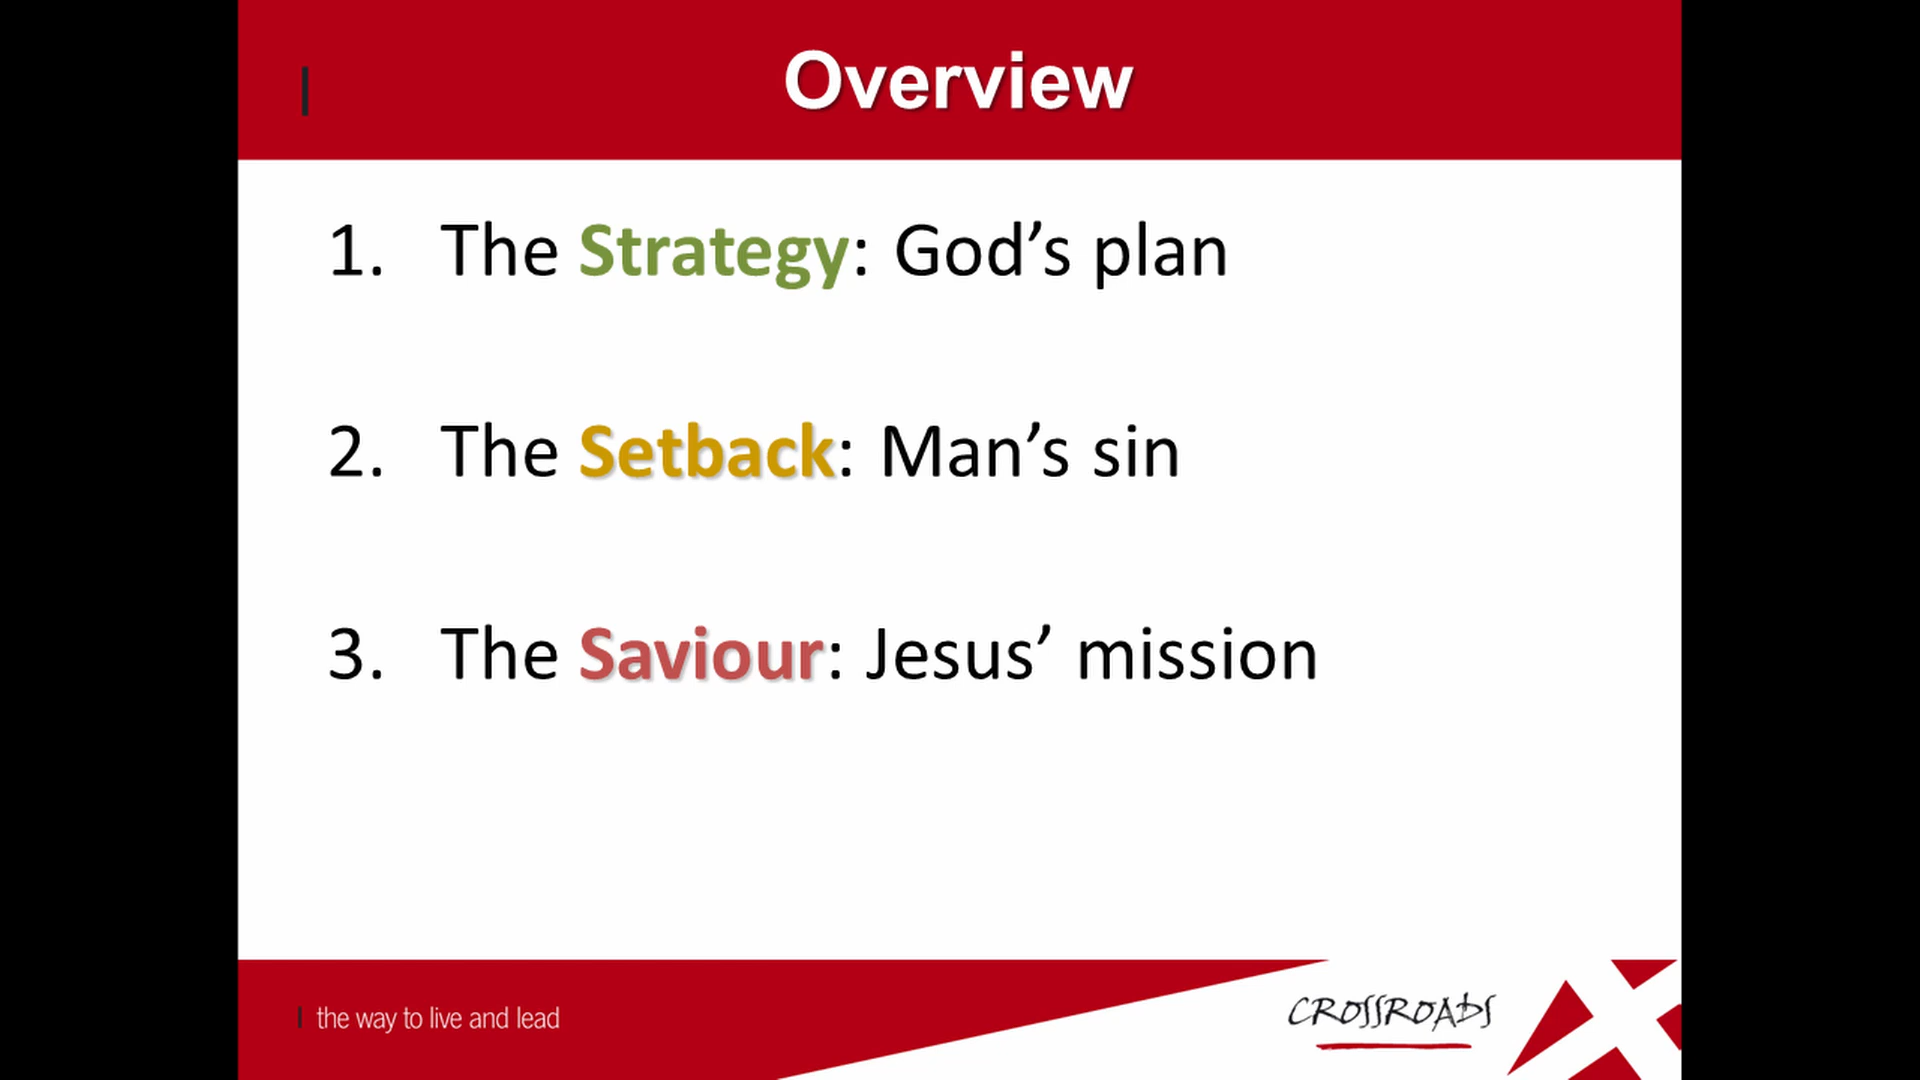 Overview
1. The Strategy: God’s plan
2. The Setback: Man’s sin
3. The Saviour: Jesus’ mission
the way to live and lead
CROSSROADS